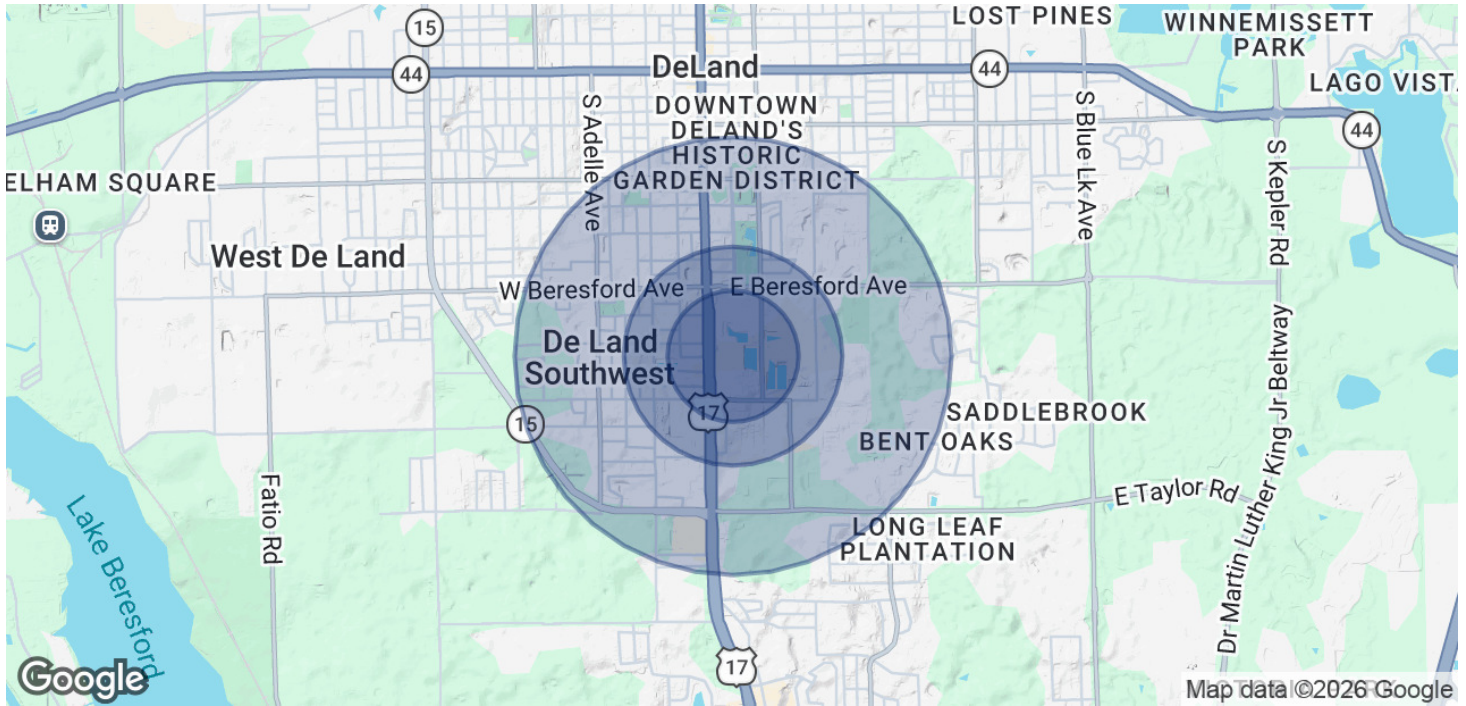 LOST PINES
WINNEMISSETT
PARK
15
44
DeLand
44
LAGO VISTA
DOWNTOWN
DELAND'S
HISTORIC
GARDEN DISTRICT
S Adelle Ave
S Blue Lk Ave
44
S Kepler Rd
ELHAM SQUARE
West De Land
W Beresford Ave
E Beresford Ave
De Land
Southwest
17
15
SADDLEBROOK
BENT OAKS
Dr Martin Luther King Jr Beltway
Fatio Rd
E Taylor Rd
Lake Beresford
LONG LEAF
PLANTATION
17
Google
Map data ©2026 Google